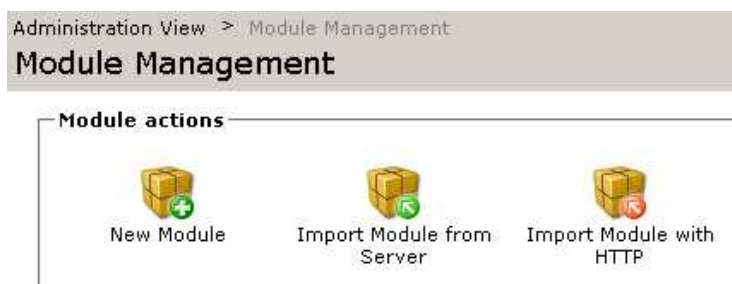 Administration View > Module Management
Module Management
Module actions
New Module
Import Module from
Server
Import Module with
HTTP